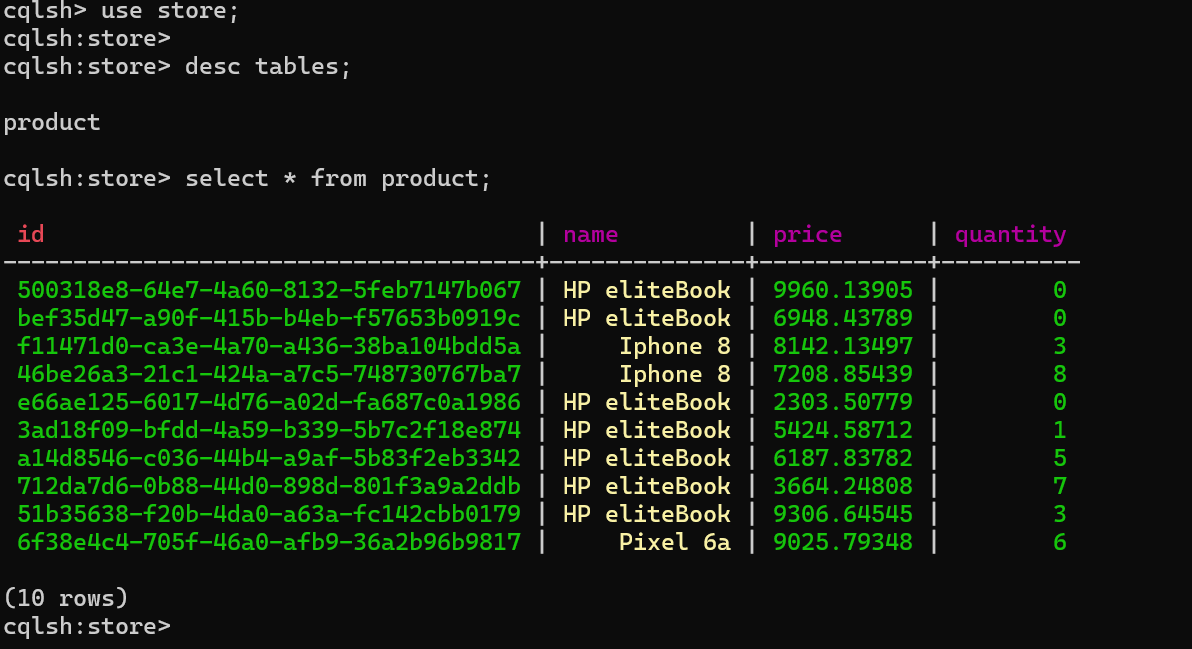 cqlsh> use store;
cqlsh:store>
cqlsh:store> desc tables;
product
cqlsh:store> select * from product;
 id                                   | name         | price      | quantity
--------------------------------------+--------------+------------+----------
 500318e8-64e7-4a60-8132-5feb7147b067 | HP eliteBook | 9960.13905 |        0
 bef35d47-a90f-415b-b4eb-f57653b0919c | HP eliteBook | 6948.43789 |        0
 f11471d0-ca3e-4a70-a436-38ba104bdd5a |     Iphone 8 | 8142.13497 |        3
 46be26a3-21c1-424a-a7c5-748730767ba7 |     Iphone 8 | 7208.85439 |        8
 e66ae125-6017-4d76-a02d-fa687c0a1986 | HP eliteBook | 2303.50779 |        0
 3ad18f09-bfdd-4a59-b339-5b7c2f18e874 | HP eliteBook | 5424.58712 |        1
 a14d8546-c036-44b4-a9af-5b83f2eb3342 | HP eliteBook | 6187.83782 |        5
 712da7d6-0b88-44d0-898d-801f3a9a2ddb | HP eliteBook | 3664.24808 |        7
 51b35638-f20b-4da0-a63a-fc142cbb0179 | HP eliteBook | 9306.64545 |        3
 6f38e4c4-705f-46a0-afb9-36a2b96b9817 |     Pixel 6a | 9025.79348 |        6
(10 rows)
cqlsh:store>